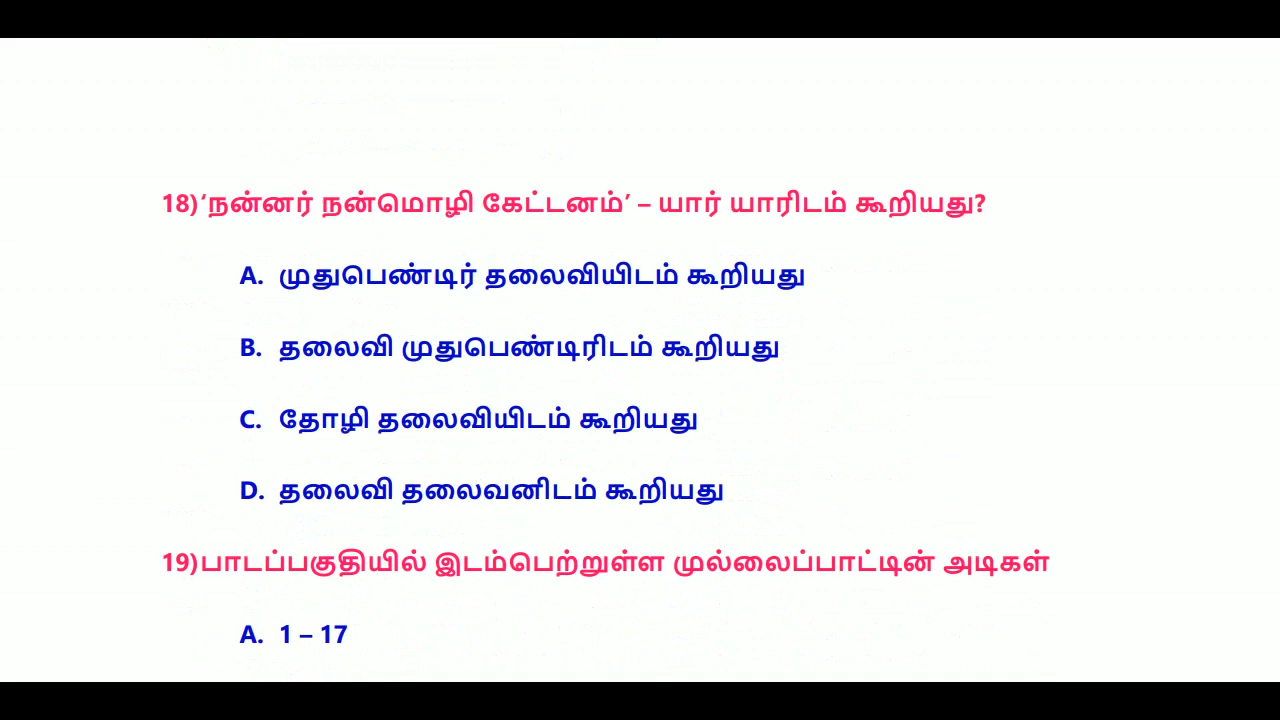 18)‘நன்னர் நன்மொழி கேட்டனம்’ – யார் யாரிடம் கூறியது?
A. முதுபெண்டிர் தலைவியிடம் கூறியது
B. தலைவி முதுபெண்டிரிடம் கூறியது
C. தோழி தலைவியிடம் கூறியது
D. தலைவி தலைவனிடம் கூறியது
19)பாடப்பகுதியில் இடம்பெற்றுள்ள முல்லைப்பாட்டின் அடிகள்
A. 1 – 17